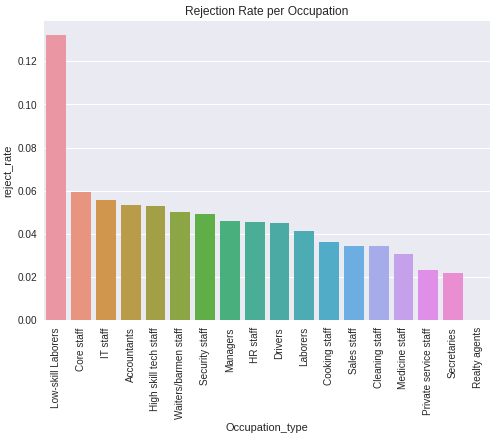 Rejection Rate per Occupation
reject_rate
0.12
0.10
0.08
0.06
0.04
0.02
0.00
Low-skill Laborers
Core staff
IT staff
Accountants
High skill tech staff
Waiters/barmen staff
Security staff
Managers
HR staff
Drivers
Laborers
Cooking staff
Sales staff
Cleaning staff
Medicine staff
Private service staff
Secretaries
Realty agents
Occupation_type